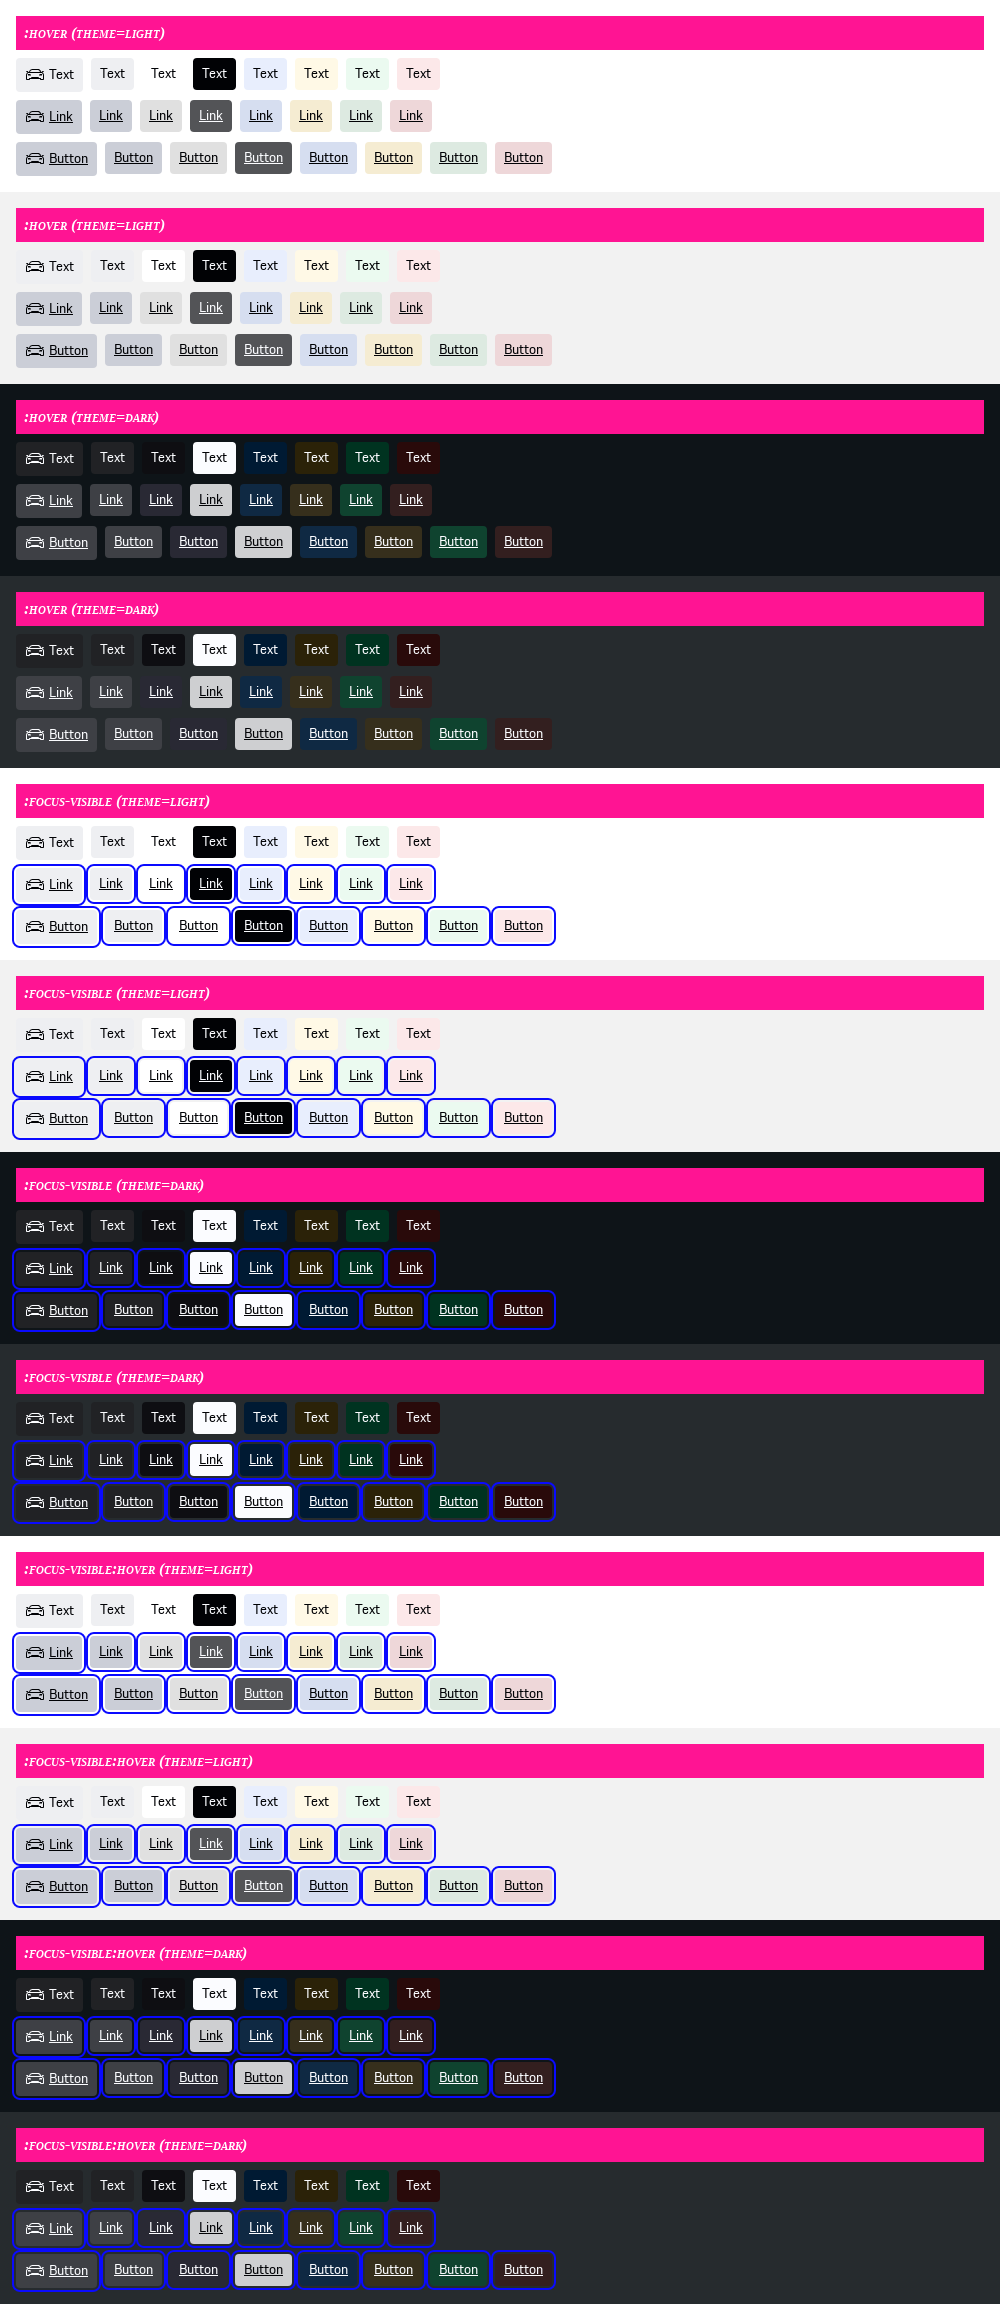 :HOVER (THEME=LIGHT)
Text Text Text Text Text Text Text Text
Link Link Link Link Link Link Link Link
Button Button Button Button Button Button Button Button
:HOVER (THEME=LIGHT)
Text Text Text Text Text Text Text Text
Link Link Link Link Link Link Link Link
Button Button Button Button Button Button Button Button
:HOVER (THEME=DARK)
Text Text Text Text Text Text Text Text
Link Link Link Link Link Link Link Link
Button Button Button Button Button Button Button Button
:HOVER (THEME=DARK)
Text Text Text Text Text Text Text Text
Link Link Link Link Link Link Link Link
Button Button Button Button Button Button Button Button
:FOCUS-VISIBLE (THEME=LIGHT)
Text Text Text Text Text Text Text Text
Link Link Link Link Link Link Link Link
Button Button Button Button Button Button Button Button
:FOCUS-VISIBLE (THEME=LIGHT)
Text Text Text Text Text Text Text Text
Link Link Link Link Link Link Link Link
Button Button Button Button Button Button Button Button
:FOCUS-VISIBLE (THEME=DARK)
Text Text Text Text Text Text Text Text
Link Link Link Link Link Link Link Link
Button Button Button Button Button Button Button Button
:FOCUS-VISIBLE (THEME=DARK)
Text Text Text Text Text Text Text Text
Link Link Link Link Link Link Link Link
Button Button Button Button Button Button Button Button
:FOCUS-VISIBLE:HOVER (THEME=LIGHT)
Text Text Text Text Text Text Text Text
Link Link Link Link Link Link Link Link
Button Button Button Button Button Button Button Button
:FOCUS-VISIBLE:HOVER (THEME=LIGHT)
Text Text Text Text Text Text Text Text
Link Link Link Link Link Link Link Link
Button Button Button Button Button Button Button Button
:FOCUS-VISIBLE:HOVER (THEME=DARK)
Text Text Text Text Text Text Text Text
Link Link Link Link Link Link Link Link
Button Button Button Button Button Button Button Button
:FOCUS-VISIBLE:HOVER (THEME=DARK)
Text Text Text Text Text Text Text Text
Link Link Link Link Link Link Link Link
Button Button Button Button Button Button Button Button